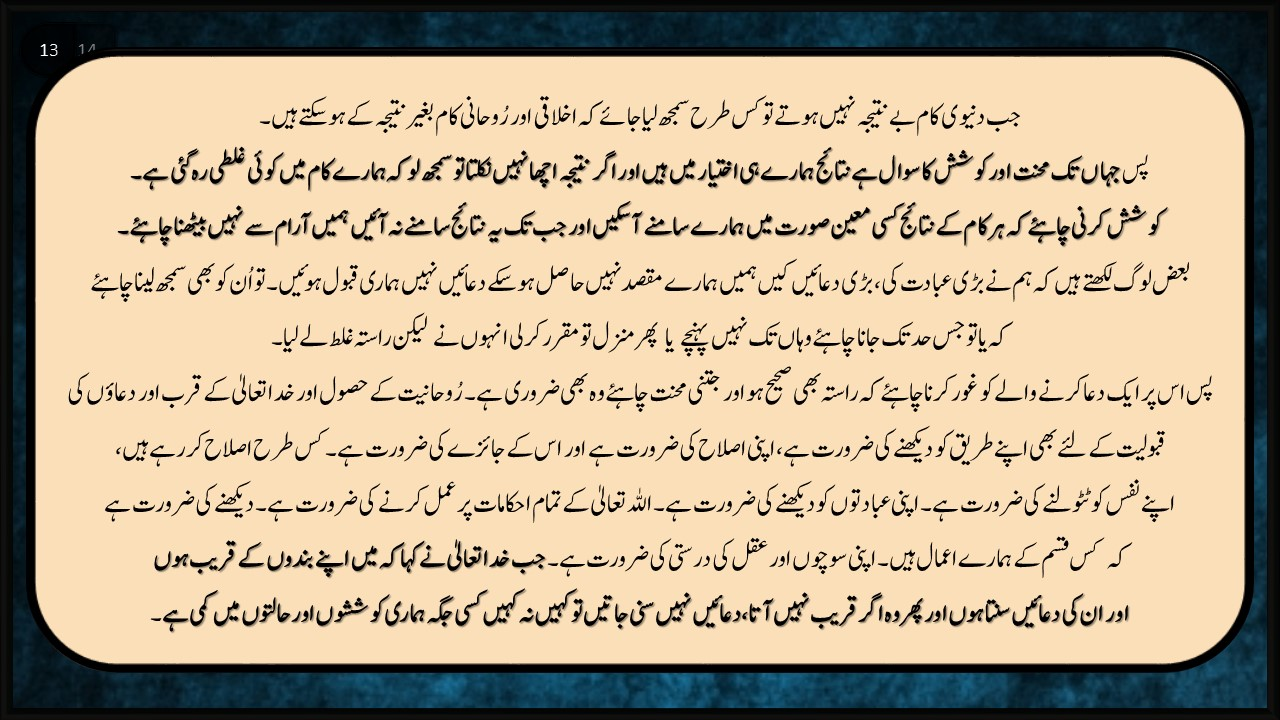 13 14
جب دنیوی کام بے نتیجہ نہیں ہوتے تو کس طرح سمجھ لیا جائے کہ اخلاقی اور رُوحانی کام بغیر نتیجہ کے ہو سکتے ہیں۔
پس جہاں تک محنت اور کوشش کا سوال ہے نتائج ہمارے ہی اختیار میں ہیں اور اگر نتیجہ اچھا نہیں نکلتا تو سمجھ لو کہ ہمارے کام میں کوئی غلطی رہ گئی ہے۔
کوشش کرنی چاہئے کہ ہر کام کے نتائج کسی معین صورت میں ہمارے سامنے آسکیں اور جب تک یہ نتائج سامنے نہ آئیں ہمیں آرام سے نہیں بیٹھنا چاہئے۔
بعض لوگ لکھتے ہیں کہ ہم نے بڑی عبادت کی، بڑی دعائیں کیں ہمیں ہمارے مقصد نہیں حاصل ہو سکے دعائیں نہیں ہماری قبول ہوئیں۔ تو اُن کو بھی سمجھ لینا چاہئے
کہ یا تو جس حد تک جانا چاہئے وہاں تک نہیں پہنچے یا پھر منزل تو مقرر کر لی انہوں نے لیکن راستہ غلط لے لیا۔
پس اس پر ایک دعا کرنے والے کو غور کرنا چاہئے کہ راستہ بھی صحیح ہو اور جتنی محنت چاہئے وہ بھی ضروری ہے۔ رُوحانیت کے حصول اور خدا تعالیٰ کے قرب اور دعاؤں کی
قبولیت کے لئے بھی اپنے طریق کو دیکھنے کی ضرورت ہے، اپنی اصلاح کی ضرورت ہے اور اس کے جائزے کی ضرورت ہے۔ کس طرح اصلاح کر رہے ہیں،
اپنے نفس کو ٹٹولنے کی ضرورت ہے۔ اپنی عبادتوں کو دیکھنے کی ضرورت ہے۔ اللہ تعالیٰ کے تمام احکامات پر عمل کرنے کی ضرورت ہے۔ دیکھنے کی ضرورت ہے
کہ کس قسم کے ہمارے اعمال ہیں۔ اپنی سوچوں اور عقل کی درستی کی ضرورت ہے۔ جب خدا تعالیٰ نے کہا کہ میں اپنے بندوں کے قریب ہوں
اور ان کی دعائیں سنتا ہوں اور پھر وہ اگر قریب نہیں آتا، دعائیں نہیں سنی جاتیں تو کہیں نہ کہیں کسی جگہ ہماری کوششوں اور حالتوں میں کمی ہے۔